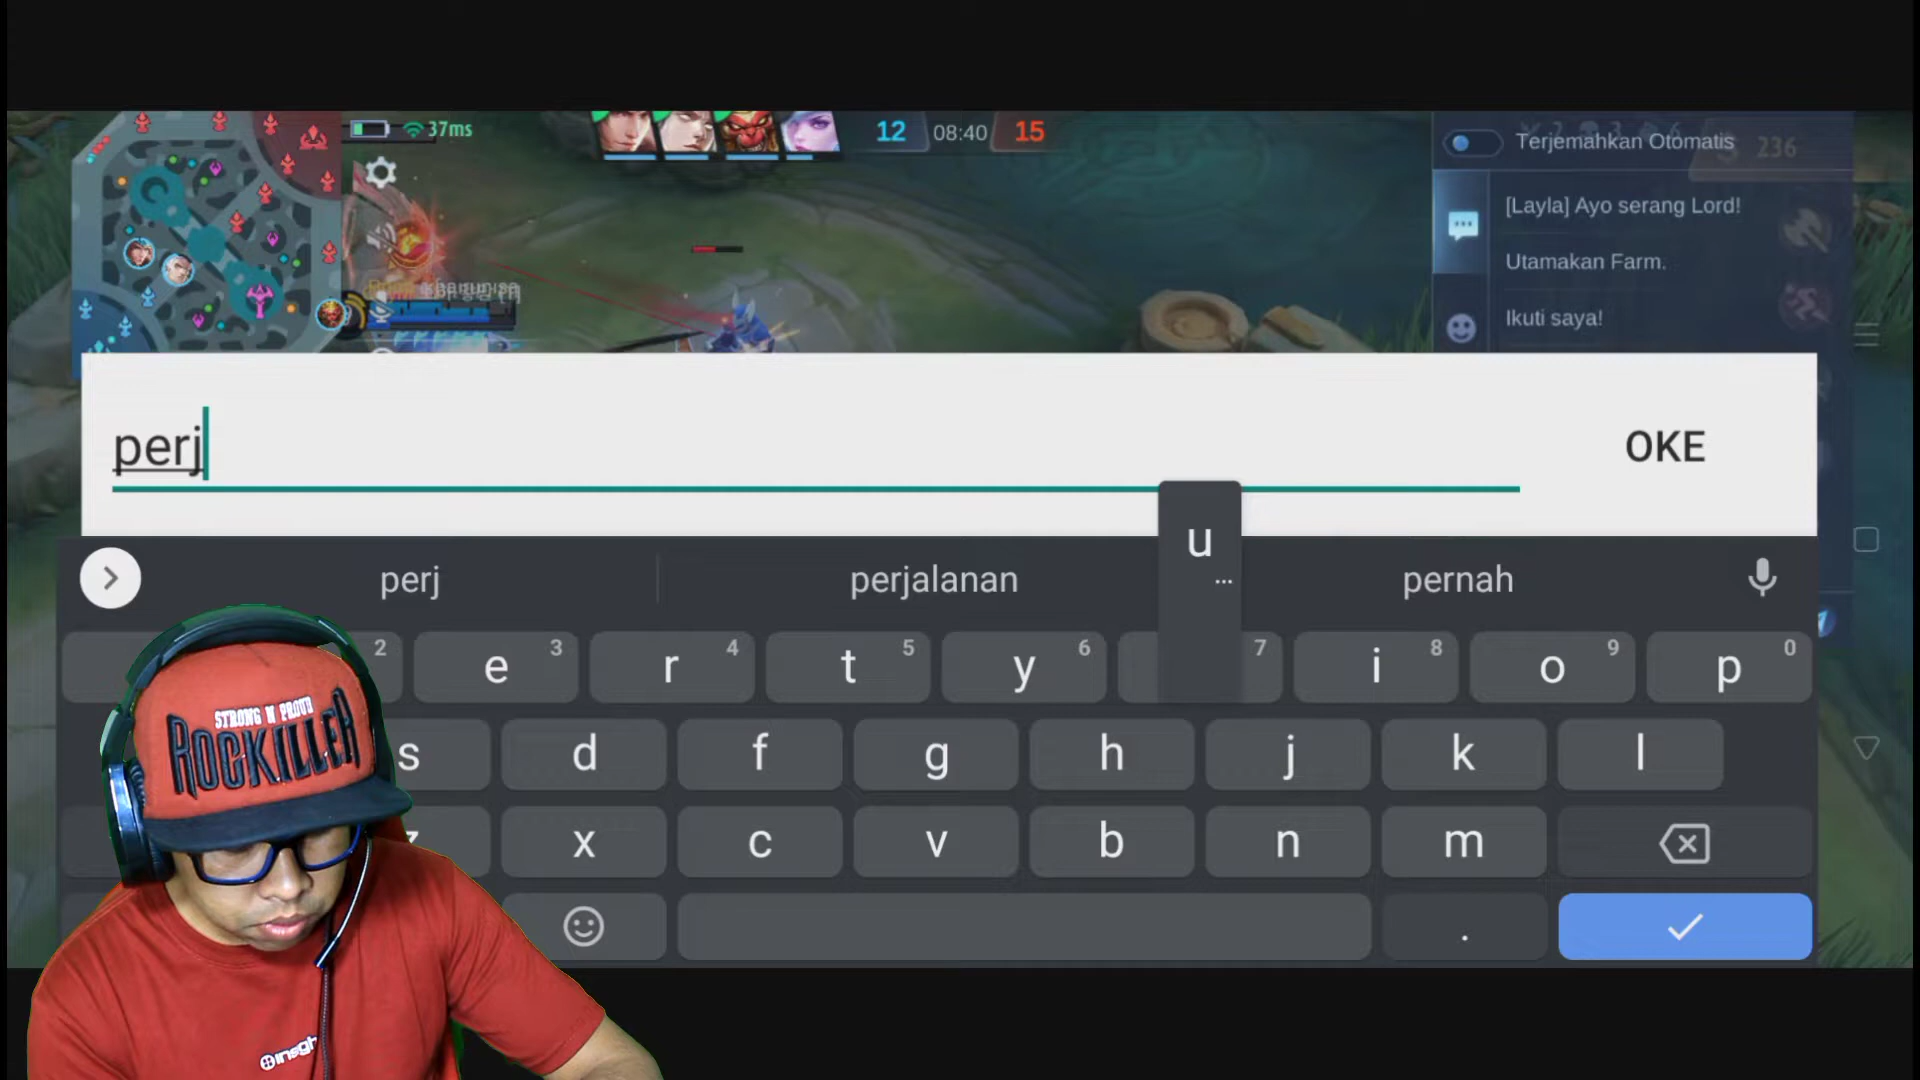 37ms
12 08:40 15
Terjemahkan Otomatis
236
[Layla] Ayo serang Lord!
Utamakan Farm.
Ikuti saya!
perj
OKE
u
...
perj perjalanan pernah
2 e 3 r 4 t 5 y 6 7 i 8 o 9 p 0
s d f g h j k l
z x c v b n m
.
STRONG N PROUD
ROCKILLER